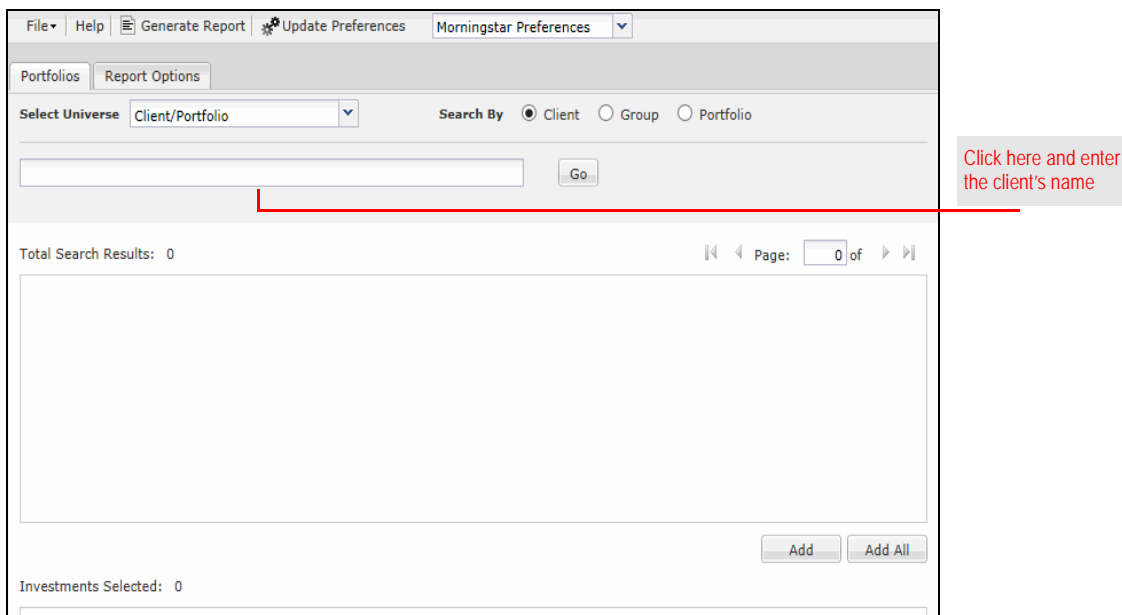 File Help Generate Report Update Preferences Morningstar Preferences
Portfolios Report Options
Select Universe Client/Portfolio Search By Client Group Portfolio
Go
Click here and enter
the client's name
Total Search Results: 0 Page: 0 of
Add Add All
Investments Selected: 0